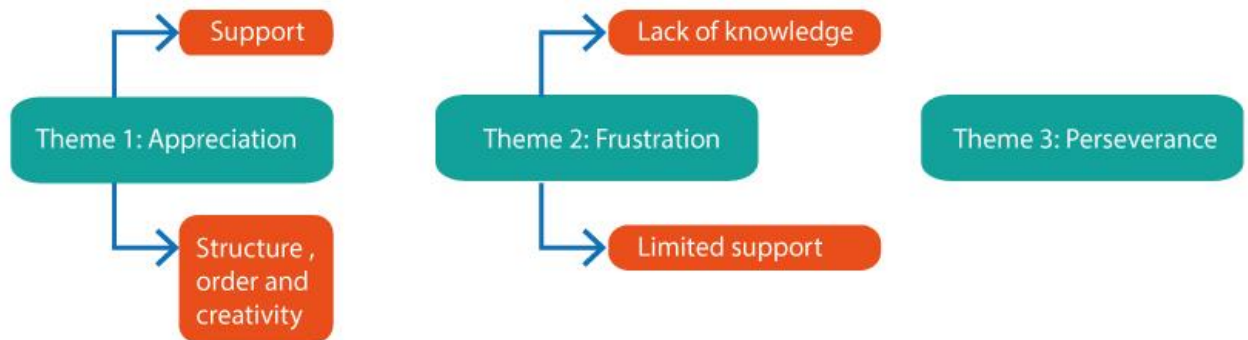 Support
Theme 1: Appreciation
Structure ,
order and
creativity
Lack of knowledge
Theme 2: Frustration
Limited support
Theme 3: Perseverance